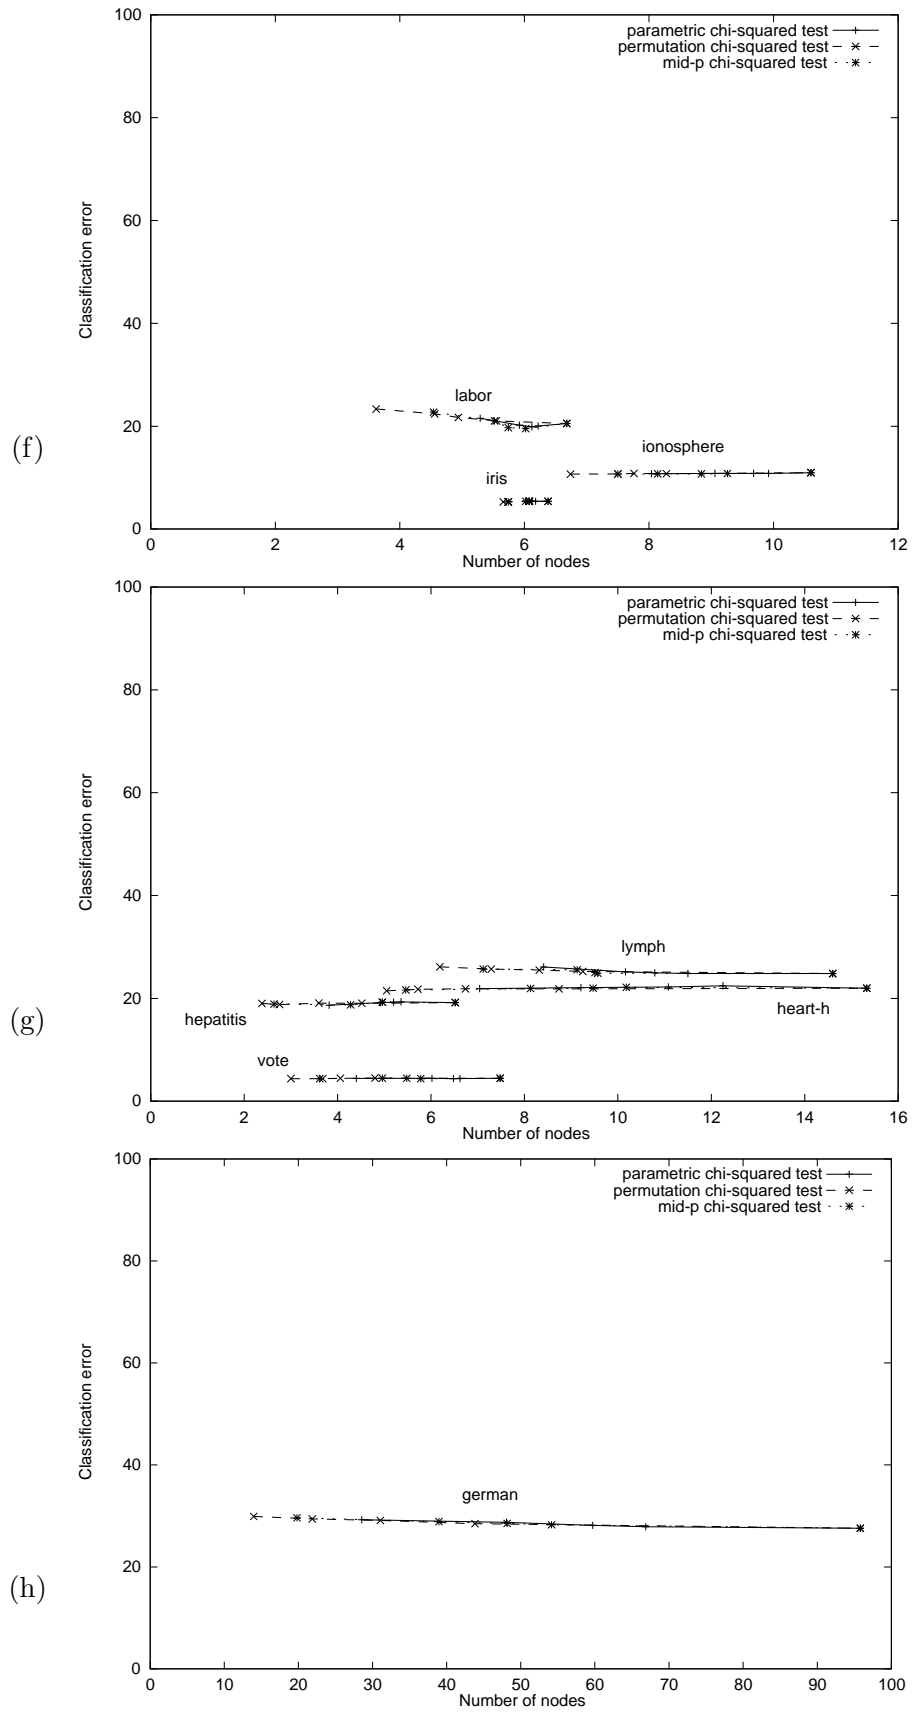 100
parametric chi-squared test
permutation chi-squared test
mid-p chi-squared test
80
60
Classification error
40
labor
20
(f)
ionosphere
iris
0
0 2 4 6 8 10 12
Number of nodes
100
parametric chi-squared test
permutation chi-squared test
mid-p chi-squared test
80
60
Classification error
40
lymph
20
hepatitis
heart-h
(g)
vote
0
0 2 4 6 8 10 12 14 16
Number of nodes
100
parametric chi-squared test
permutation chi-squared test
mid-p chi-squared test
80
60
Classification error
40
german
20
(h)
0
0 10 20 30 40 50 60 70 80 90 100
Number of nodes